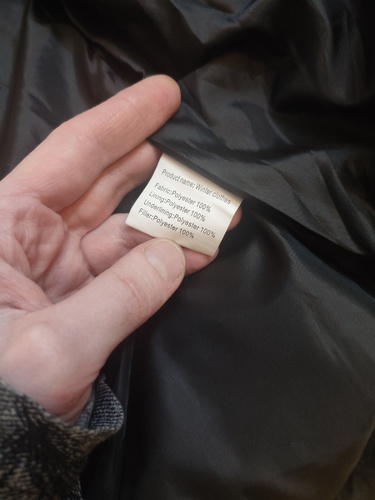 Product name: Winter clothes
Fabric:Polyester 100%
Lining:Polyester 100%
Underlining:Polyester 100%
Filler:Polyester 100%